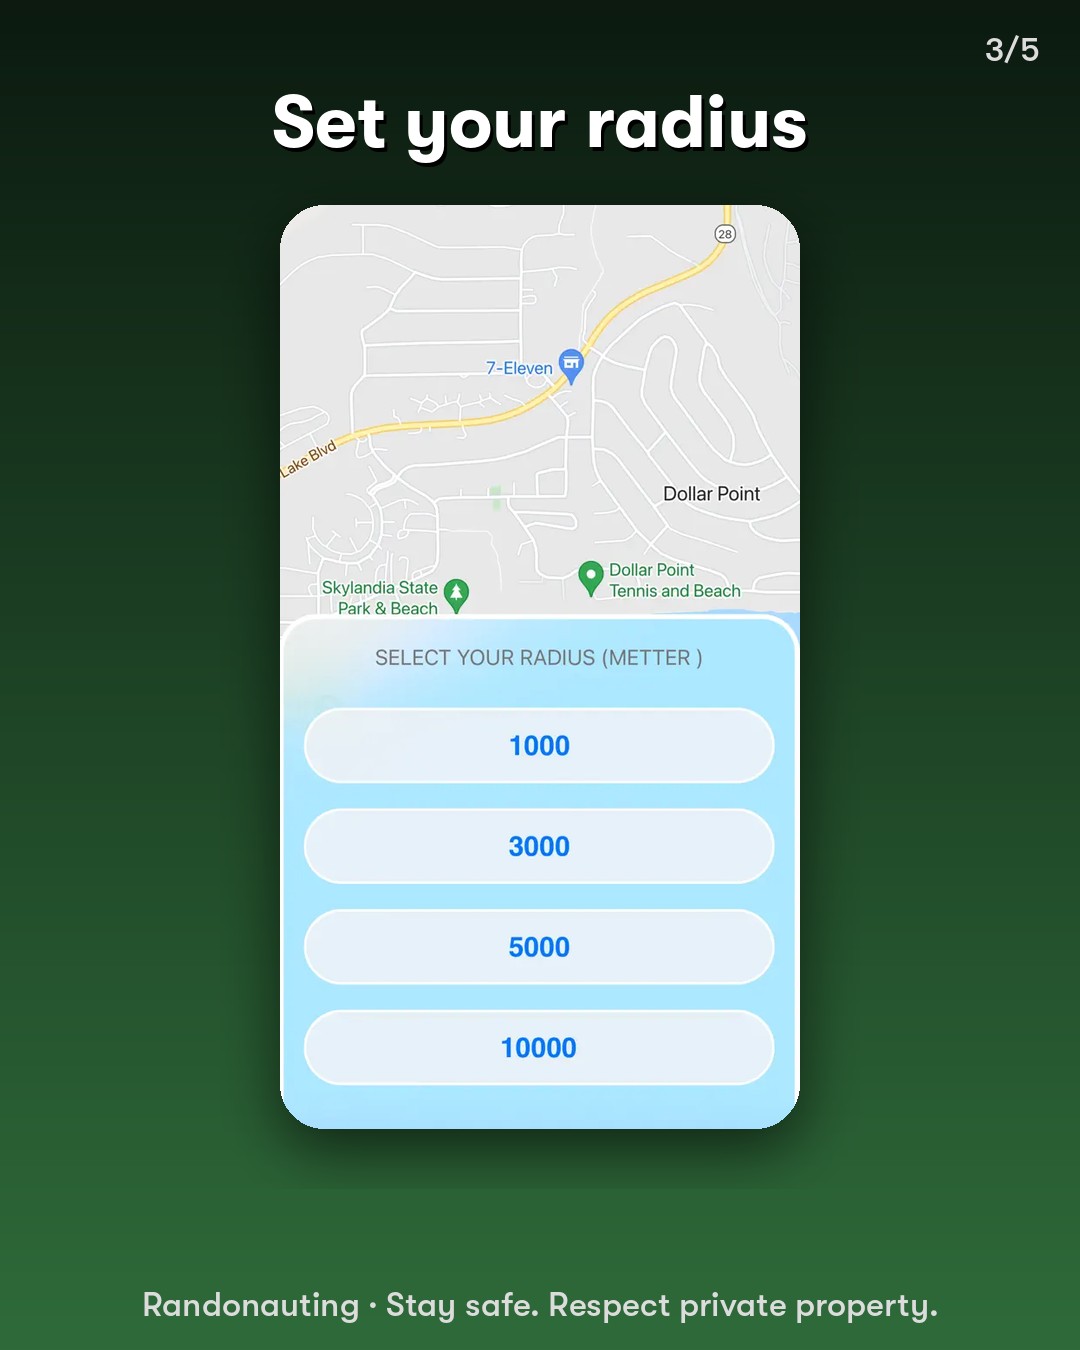 3/5
Set your radius
28
7-Eleven
Lake Blvd
Dollar Point
Dollar Point
Tennis and Beach
Skylandia State
Park & Beach
SELECT YOUR RADIUS (METTER )
1000
3000
5000
10000
Randonauting · Stay safe. Respect private property.